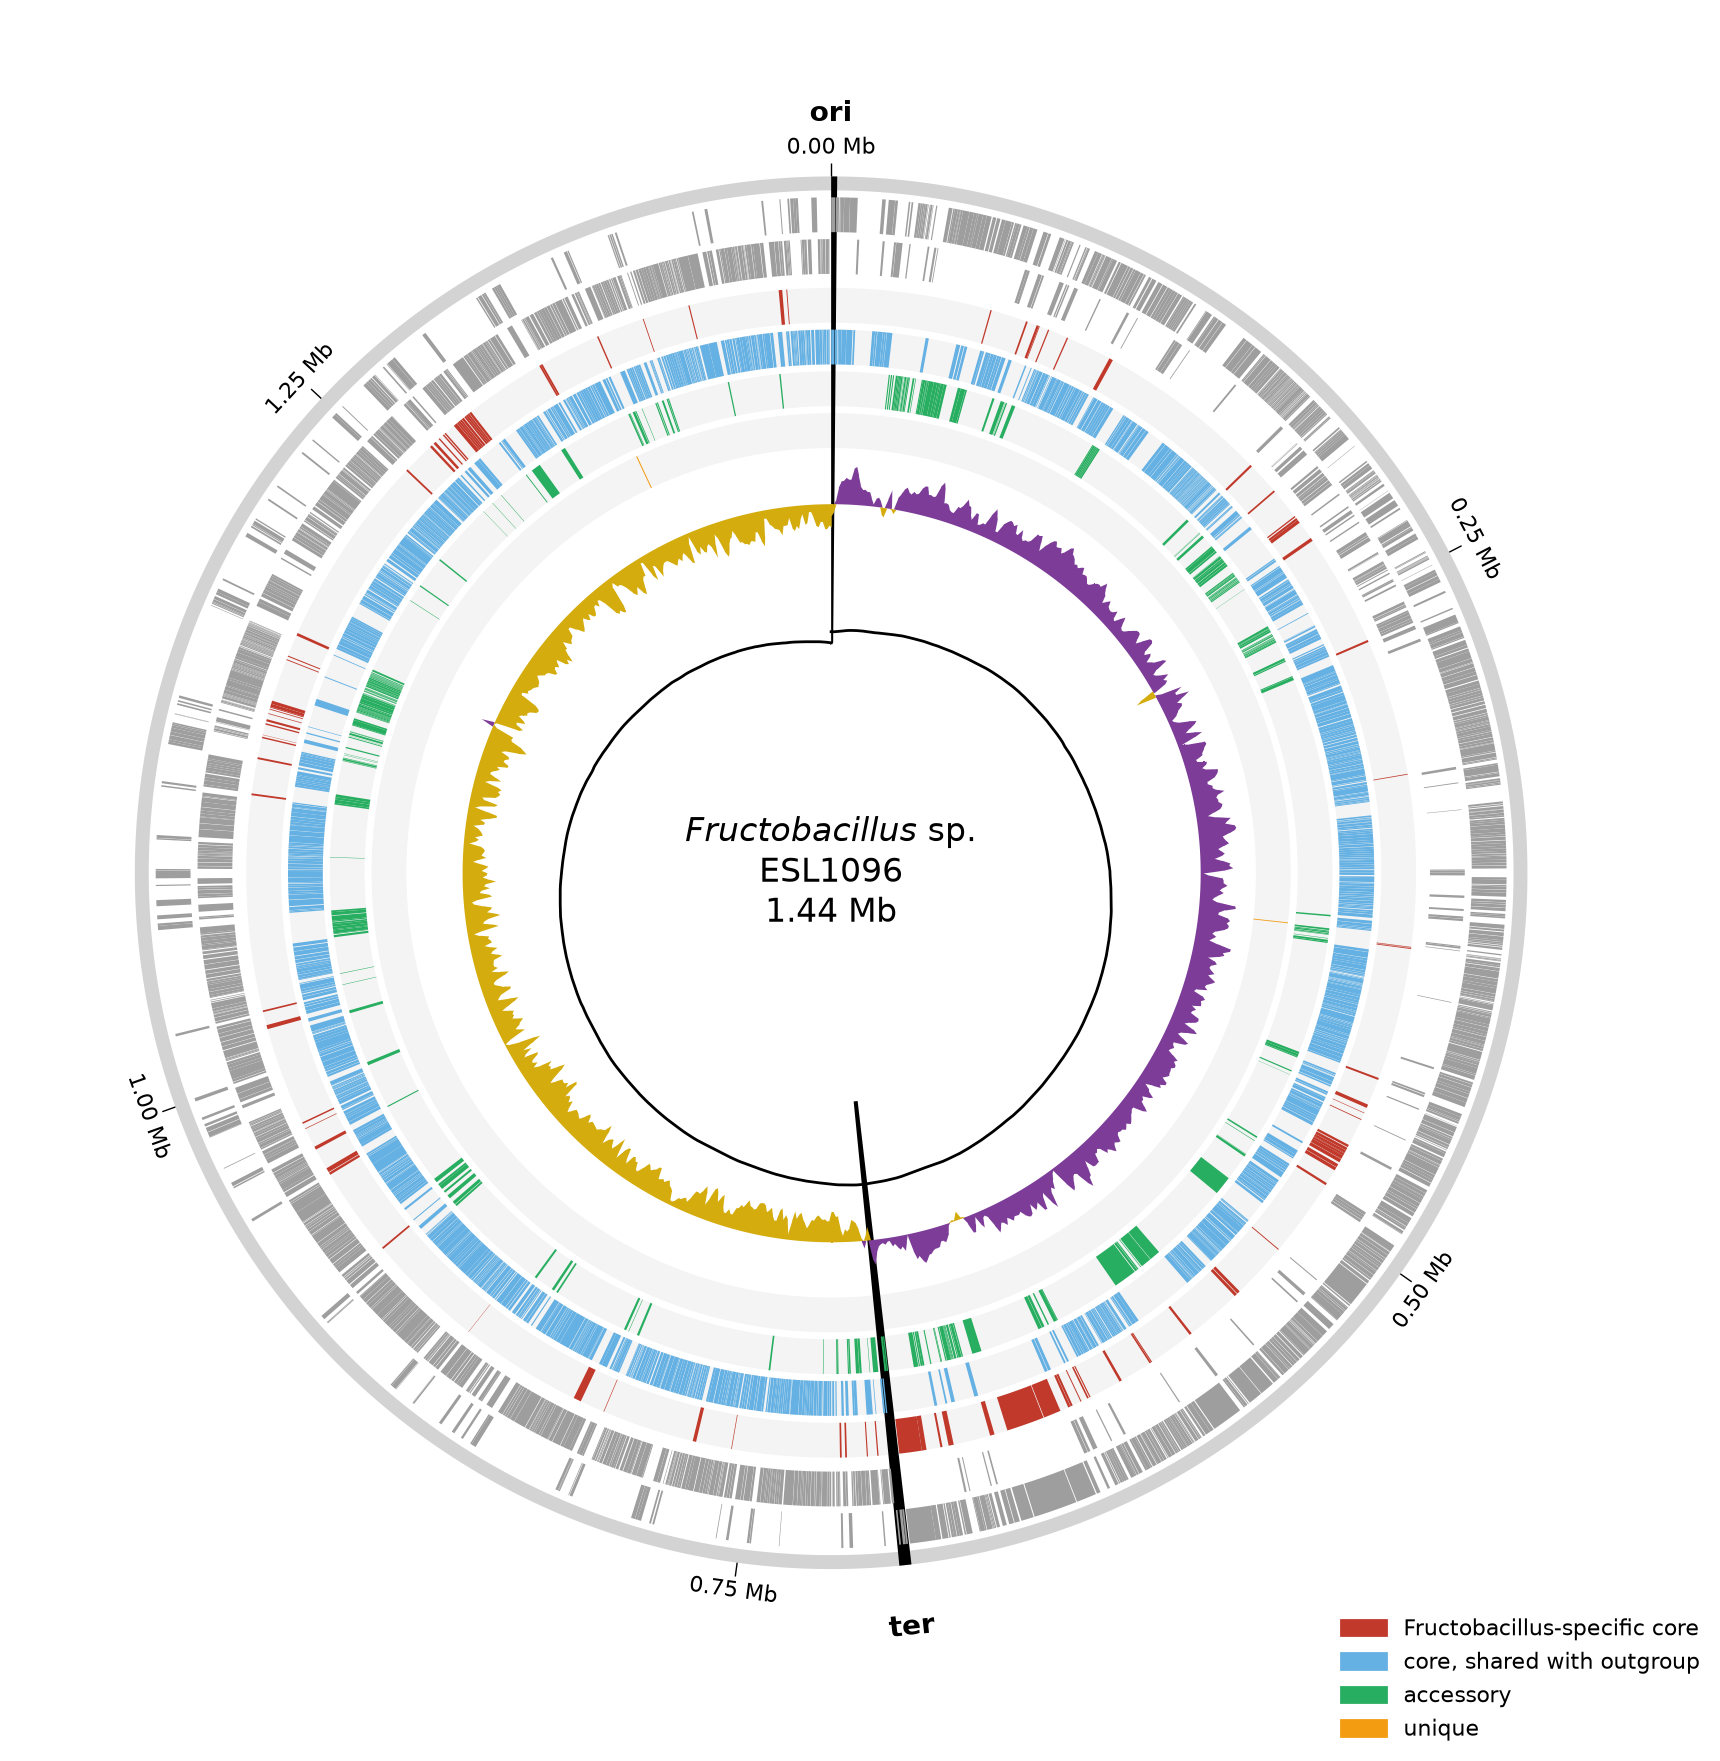 ori
0.00 Mb
0.25 Mb
0.50 Mb
0.75 Mb
1.00 Mb
1.25 Mb
Fructobacillus sp.
ESL1096
1.44 Mb
ter
Fructobacillus-specific core
core, shared with outgroup
accessory
unique